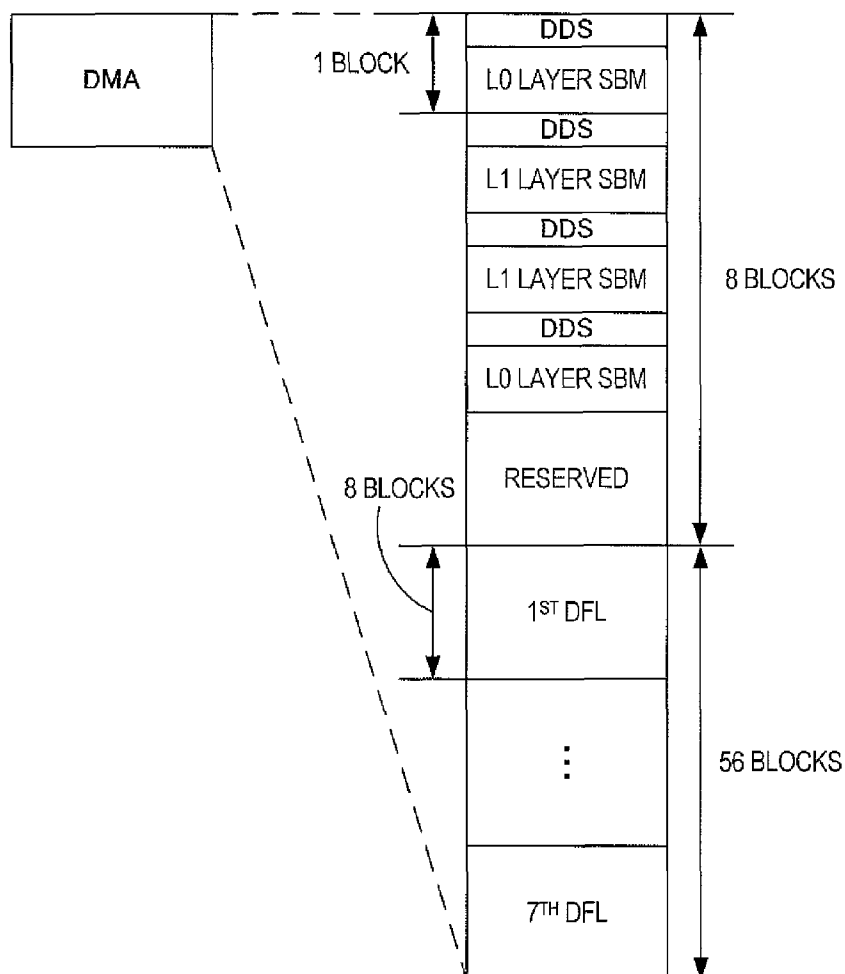 DMA
1 BLOCK
DDS
L0 LAYER SBM
DDS
L1 LAYER SBM
DDS
L1 LAYER SBM
DDS
L0 LAYER SBM
8 BLOCKS
RESERVED
8 BLOCKS
1ST DFL
⋮
56 BLOCKS
7TH DFL